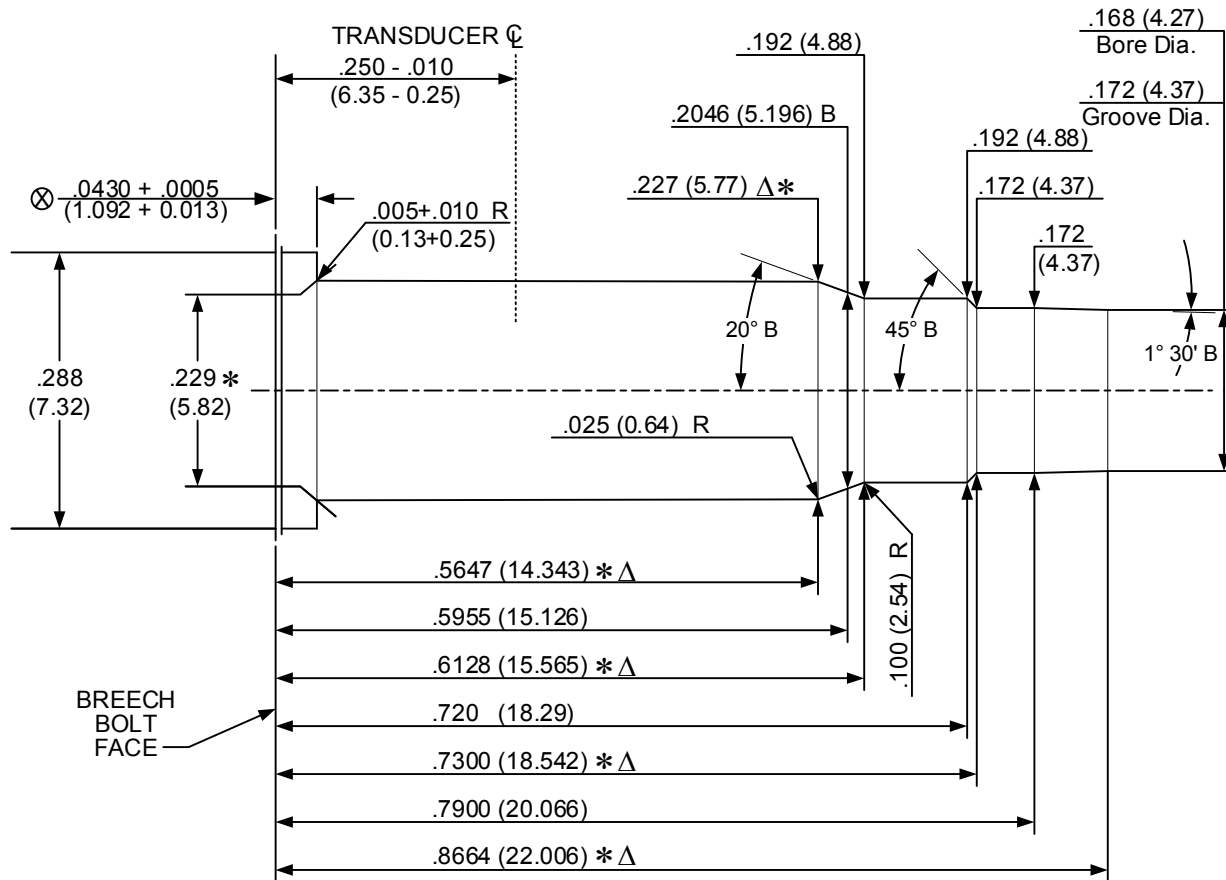 TRANSDUCER ℄
.250 - .010
(6.35 - 0.25)
.192 (4.88)
.168 (4.27)
Bore Dia.
.172 (4.37)
Groove Dia.
.2046 (5.196) B
.192 (4.88)
.227 (5.77) Δ*
.172 (4.37)
⊗ .0430 + .0005
(1.092 + 0.013)
.005+.010 R
(0.13+0.25)
.172
(4.37)
20° B
45° B
1° 30' B
.288
(7.32)
.229 *
(5.82)
.025 (0.64) R
.100 (2.54) R
.5647 (14.343) * Δ
.5955 (15.126)
.6128 (15.565) * Δ
.720 (18.29)
.7300 (18.542) * Δ
.7900 (20.066)
.8664 (22.006) * Δ
BREECH
BOLT
FACE